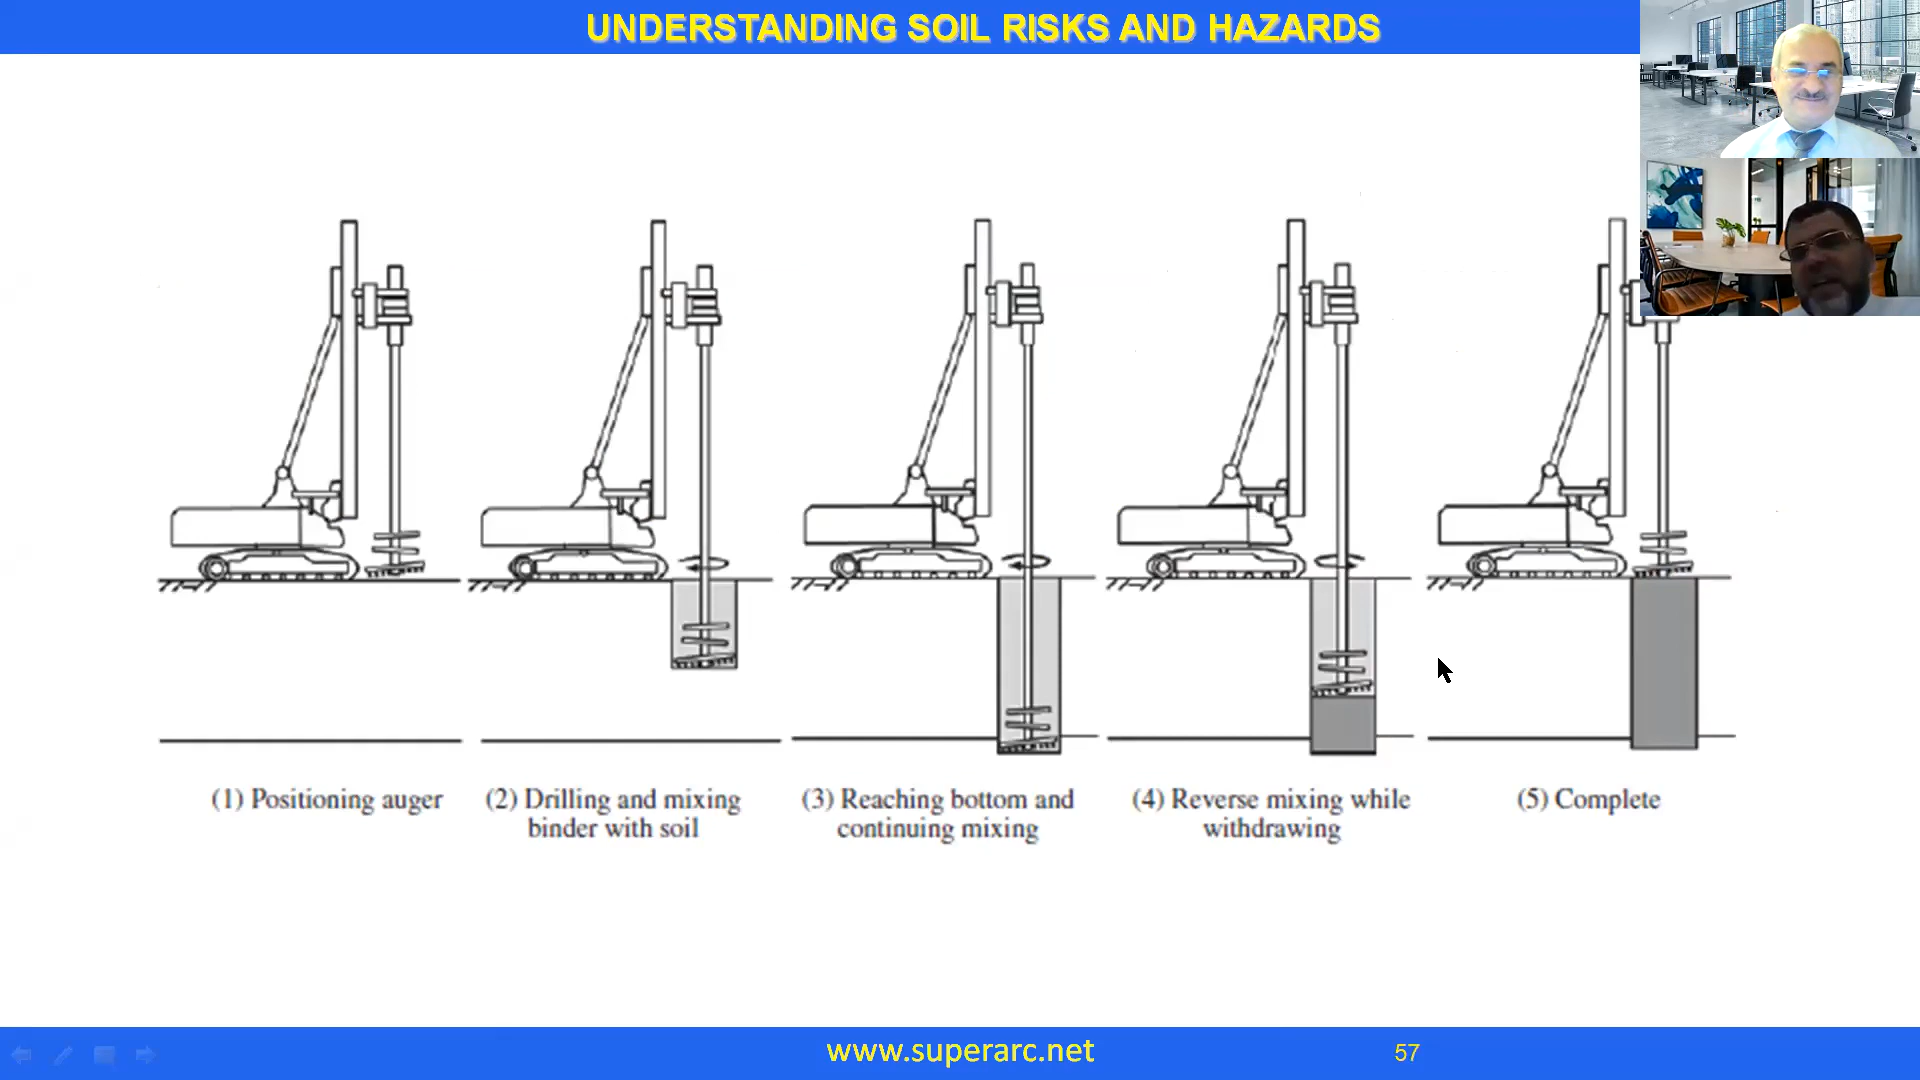 UNDERSTANDING SOIL RISKS AND HAZARDS
(1) Positioning auger
(2) Drilling and mixing
binder with soil
(3) Reaching bottom and
continuing mixing
(4) Reverse mixing while
withdrawing
(5) Complete
www.superarc.net
57